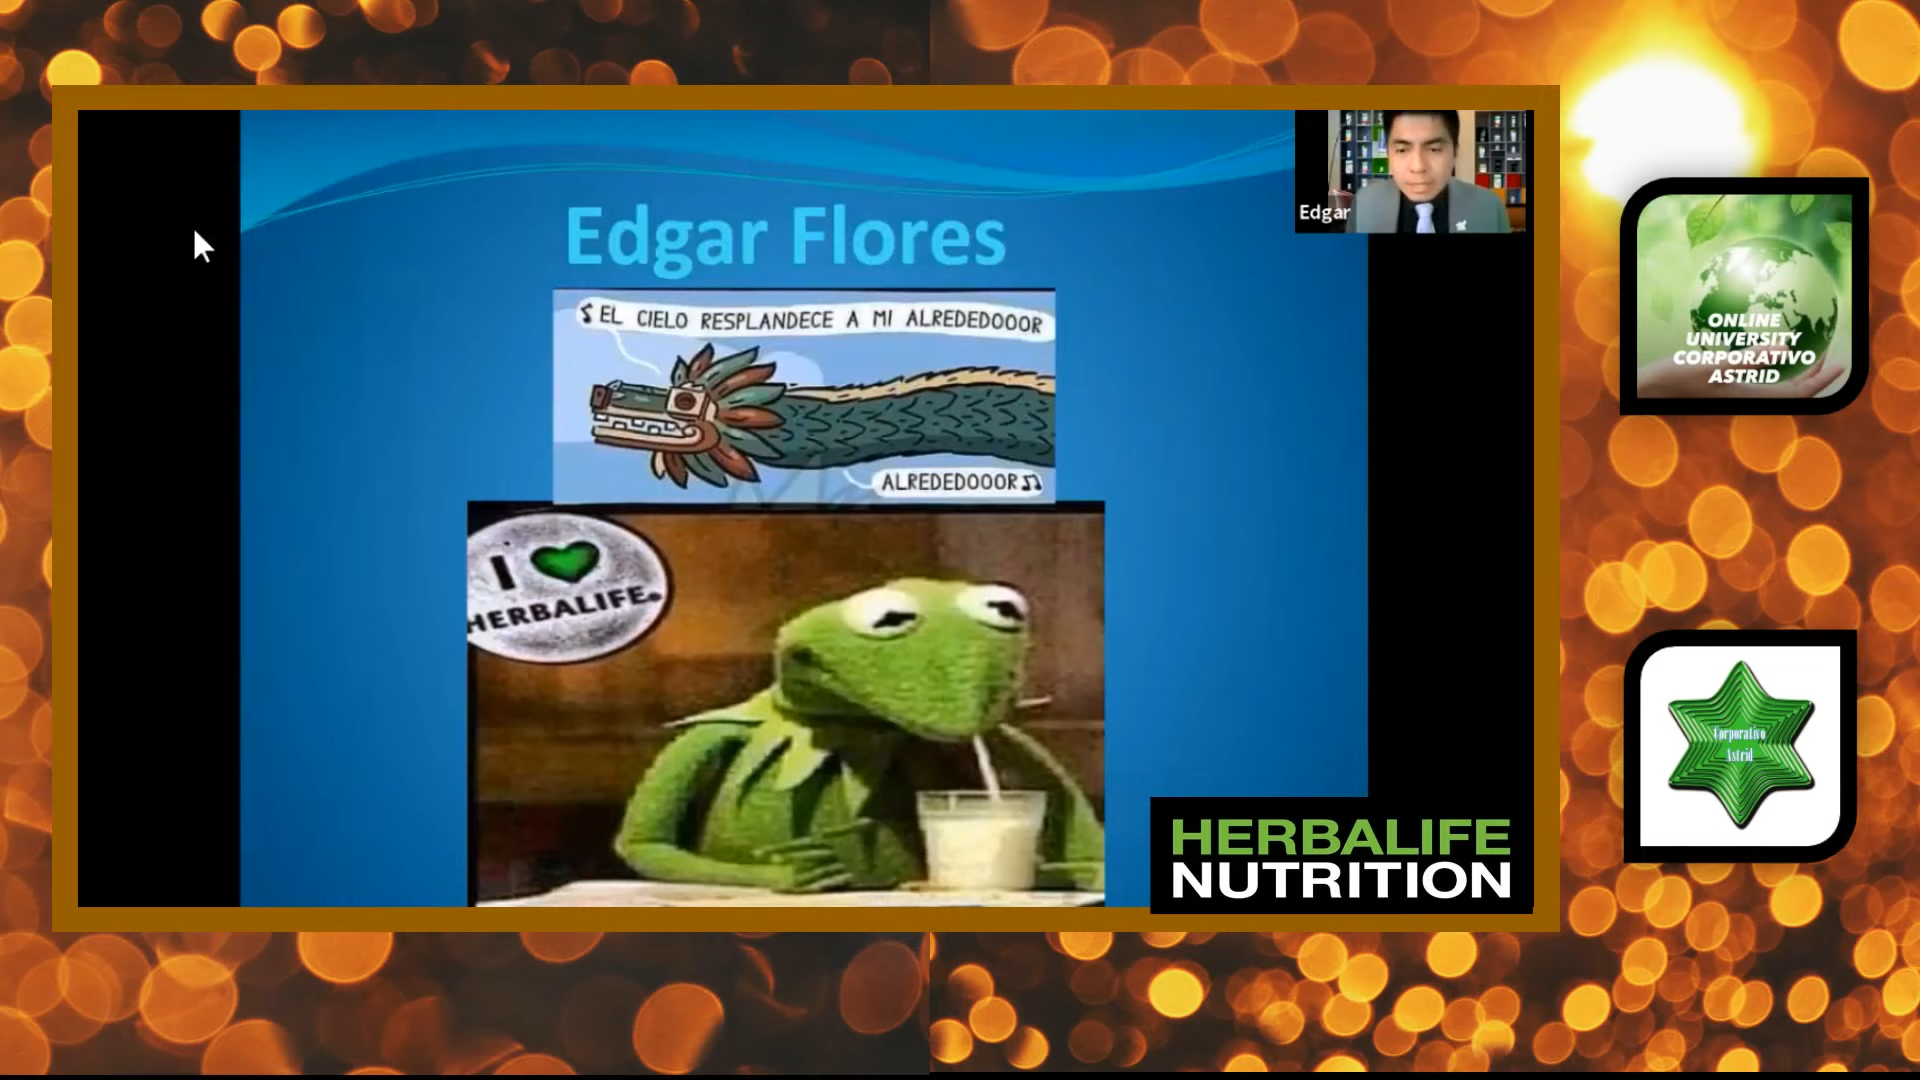 Edgar Flores
Edgar
EL CIELO RESPLANDECE A MI ALREDEDOOOR
ALREDEDOOOR
I
HERBALIFE
HERBALIFE
NUTRITION
ONLINE
UNIVERSITY
CORPORATIVO
ASTRID
Corporativo
Astrid